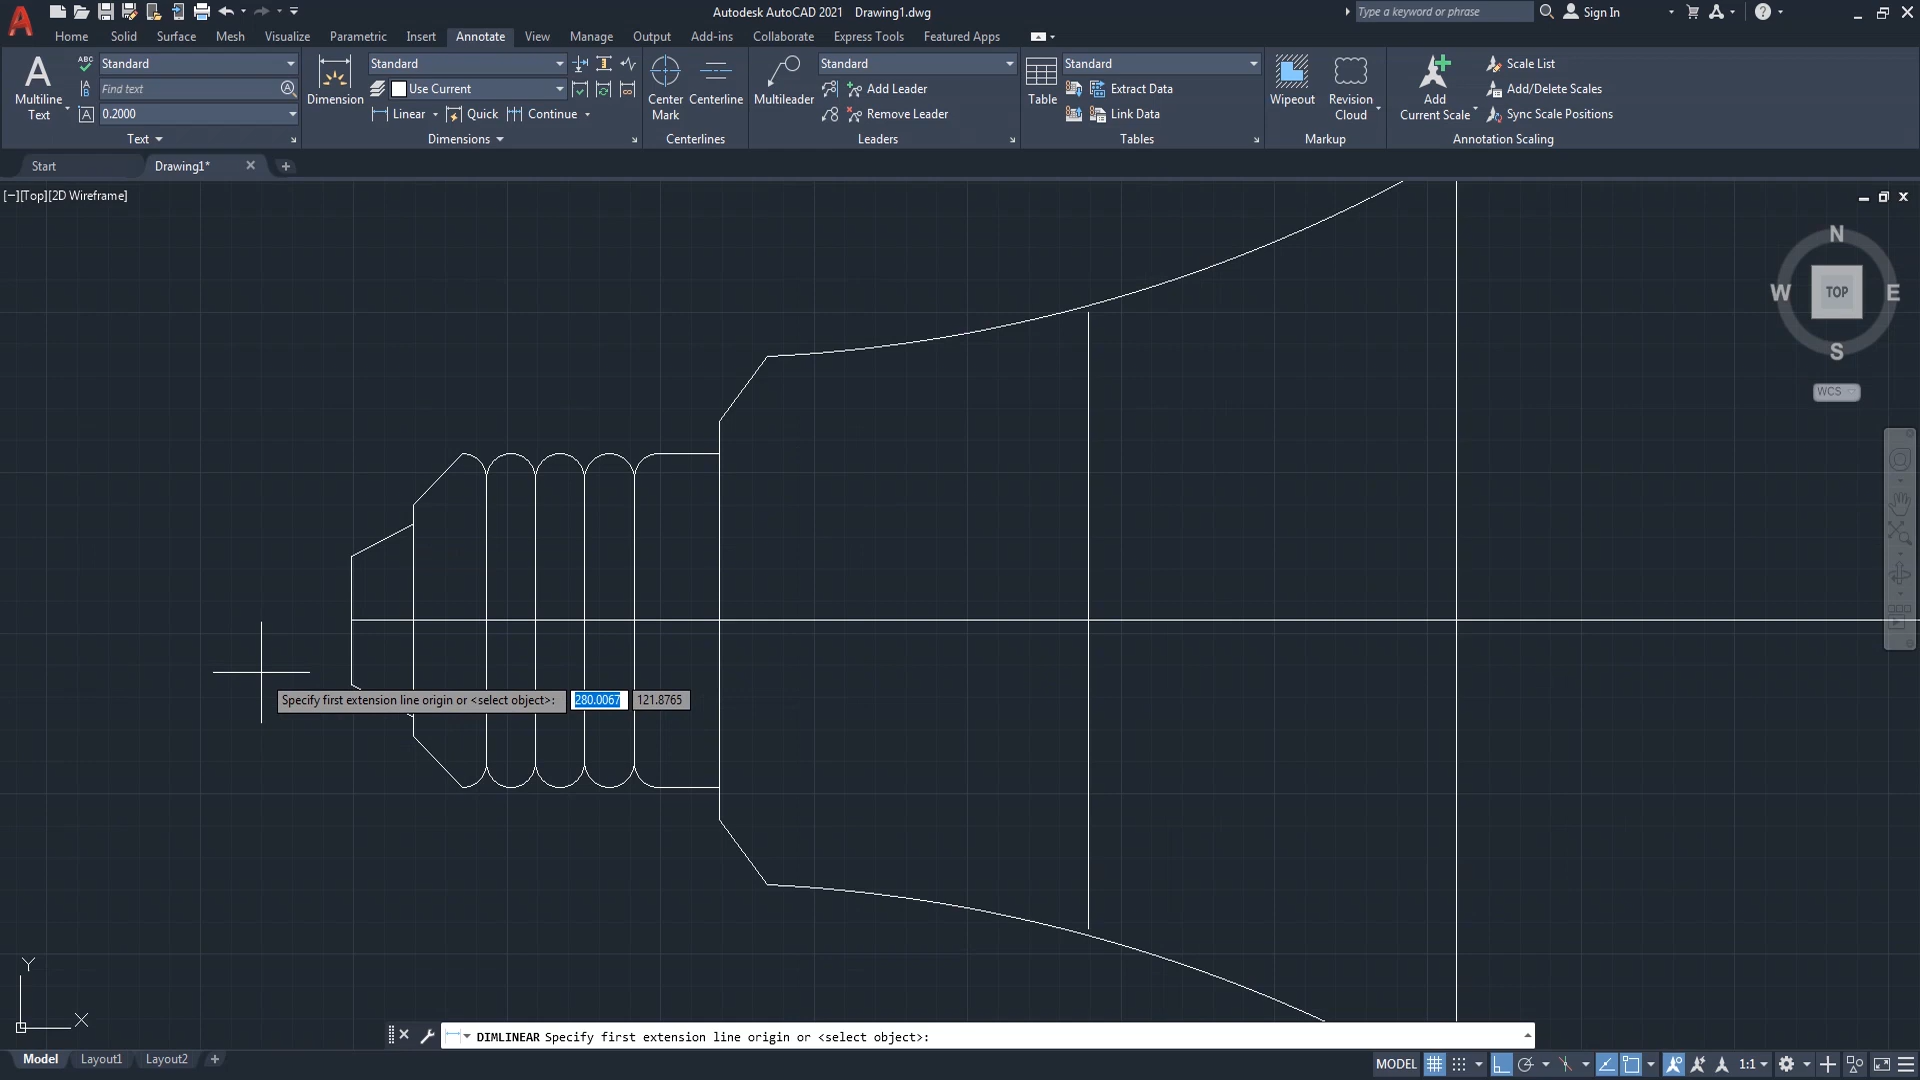 Autodesk AutoCAD 2021 Drawing1.dwg
Type a keyword or phrase
Sign In
Home Solid Surface Mesh Visualize Parametric Insert Annotate View Manage Output Add-ins Collaborate Express Tools Featured Apps
Multiline
Text
ABC
Standard
Find text
0.2000
Text
Dimension
Standard
Use Current
Linear Quick Continue
Dimensions
Center
Mark
Centerline
Centerlines
Multileader
Standard
Add Leader
Remove Leader
Leaders
Table
Standard
Extract Data
Link Data
Tables
Wipeout
Revision
Cloud
Markup
Add
Current Scale
Scale List
Add/Delete Scales
Sync Scale Positions
Annotation Scaling
Start
Drawing1*
[−][Top][2D Wireframe]
N
W
TOP
E
S
WCS
Specify first extension line origin or <select object>: 280.0067 121.8765
Y
X
DIMLINEAR Specify first extension line origin or <select object>:
Model Layout1 Layout2
MODEL
1:1